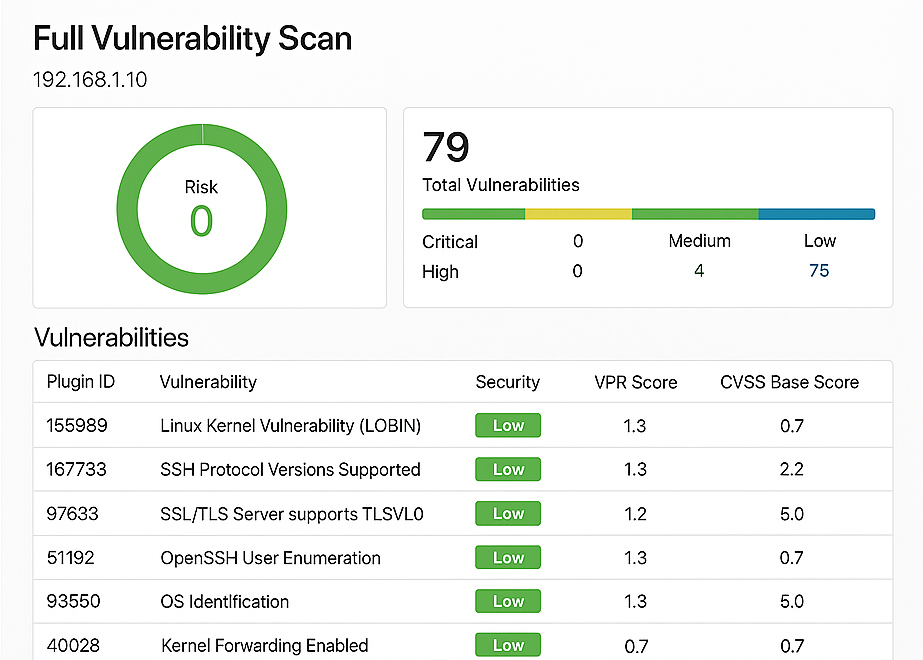 Full Vulnerability Scan
192.168.1.10
Risk
0
79
Total Vulnerabilities
Critical 0 Medium Low
High 0 4 75
Vulnerabilities
Plugin ID Vulnerability Security VPR Score CVSS Base Score
155989 Linux Kernel Vulnerability (LOBIN) Low 1.3 0.7
167733 SSH Protocol Versions Supported Low 1.3 2.2
97633 SSL/TLS Server supports TLSVL0 Low 1.2 5.0
51192 OpenSSH User Enumeration Low 1.3 0.7
93550 OS Identlfication Low 1.3 5.0
40028 Kernel Forwarding Enabled Low 0.7 0.7